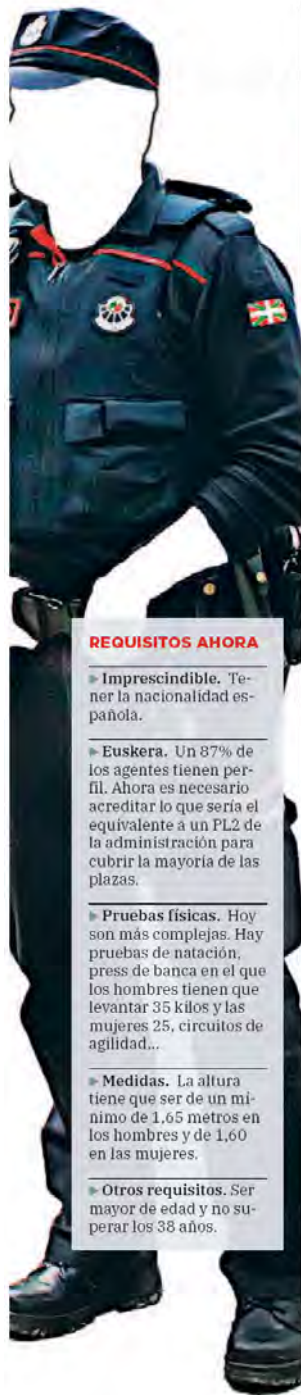 REQUISITOS AHORA
▶ Imprescindible. Te-
ner la nacionalidad es-
pañola.
▶ Euskera. Un 87% de
los agentes tienen per-
fil. Ahora es necesario
acreditar lo que sería el
equivalente a un PL2 de
la administración para
cubrir la mayoría de las
plazas.
▶ Pruebas físicas. Hoy
son más complejas. Hay
pruebas de natación,
press de banca en el que
los hombres tienen que
levantar 35 kilos y las
mujeres 25, circuitos de
agilidad...
▶ Medidas. La altura
tiene que ser de un mí-
nimo de 1,65 metros en
los hombres y de 1,60
en las mujeres.
▶ Otros requisitos. Ser
mayor de edad y no su-
perar los 38 años.